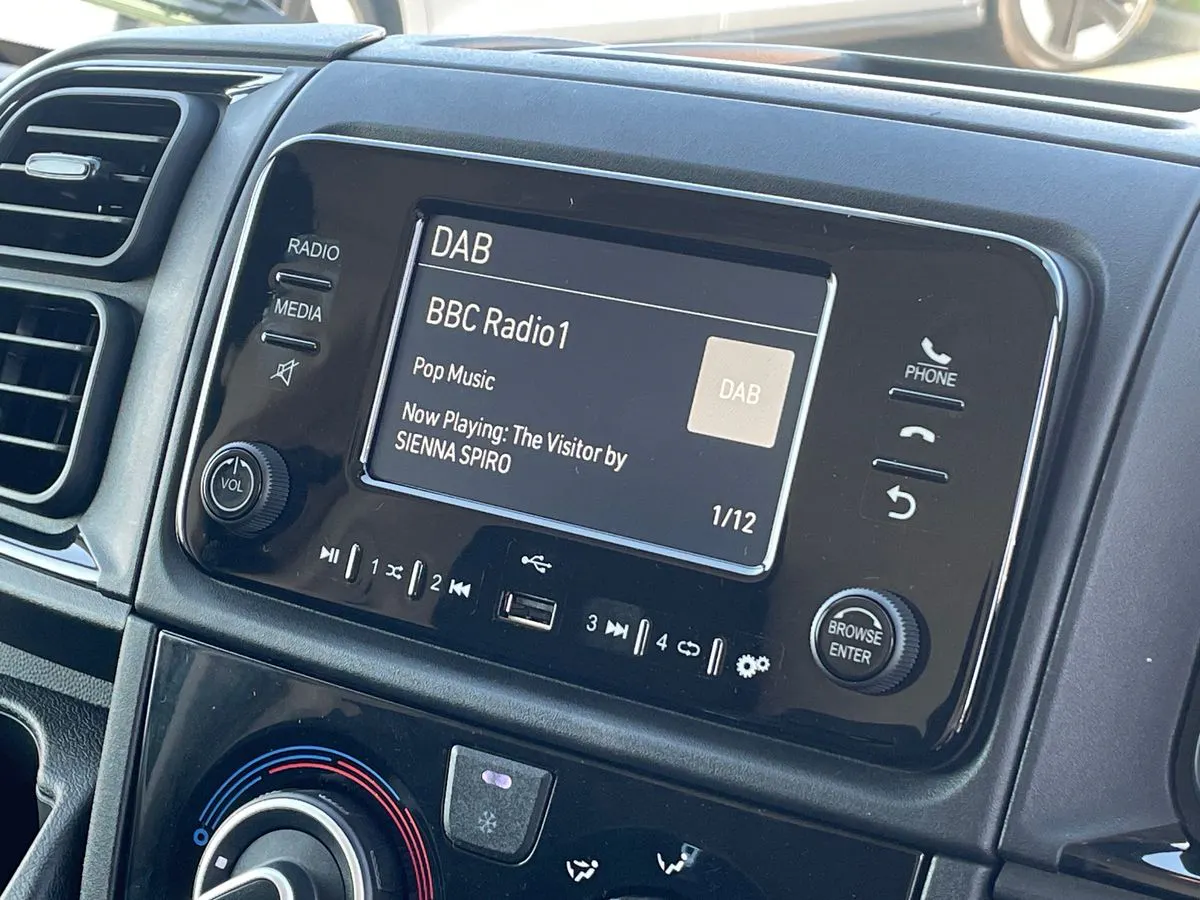 RADIO
MEDIA
VOL
DAB
BBC Radio1
Pop Music
DAB
Now Playing: The Visitor by
SIENNA SPIRO
1/12
PHONE
1
2
3
4
BROWSE
ENTER